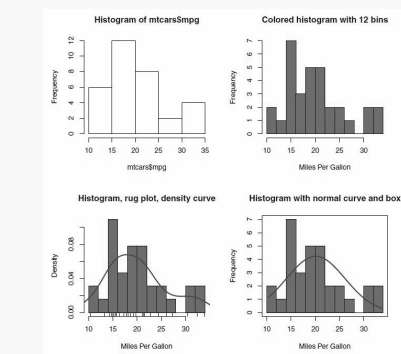 Histogram of mtcars$mpg
Frequency
0 2 4 6 8 10 12
10 15 20 25 30 35
mtcars$mpg
Colored histogram with 12 bins
Frequency
0 1 2 3 4 5 6 7
10 15 20 25 30
Miles Per Gallon
Histogram, rug plot, density curve
Density
0.00 0.04 0.08
10 15 20 25 30
Miles Per Gallon
Histogram with normal curve and box
Frequency
0 1 2 3 4 5 6 7
10 15 20 25 30
Miles Per Gallon